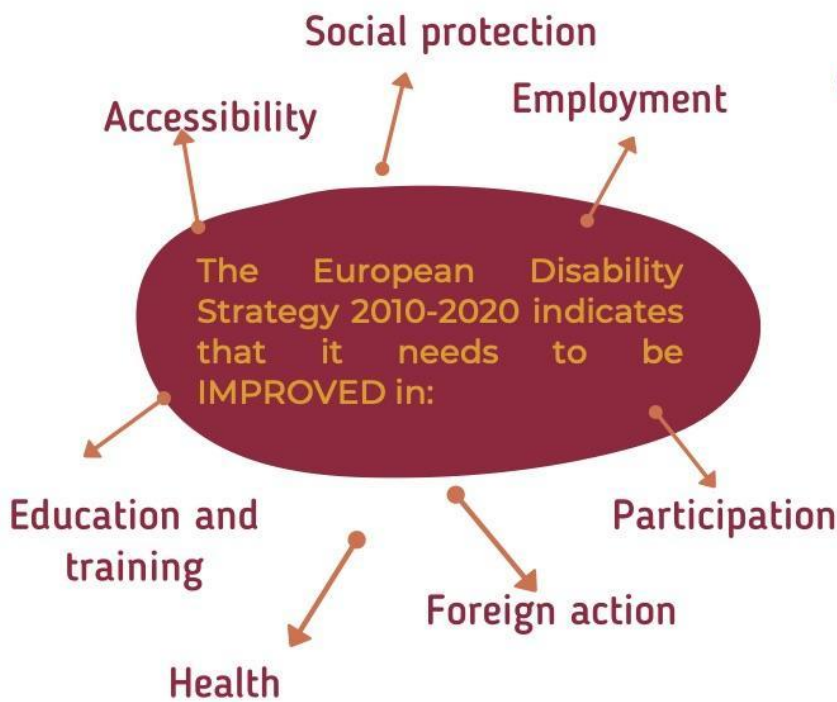 Social protection
Employment
Accessibility
The European Disability
Strategy 2010-2020 indicates
that it needs to be
IMPROVED in:
Education and
training
Participation
Foreign action
Health